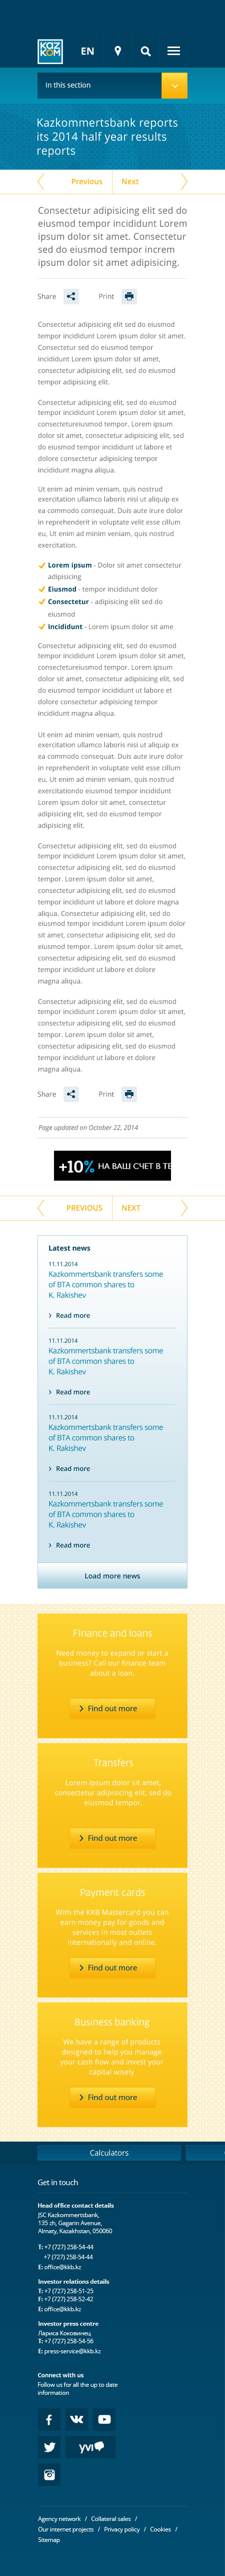 KAZ
KOM
EN
In this section
Kazkommertsbank reports
its 2014 half year results
reports
Previous
Next
Consectetur adipisicing elit sed do
eiusmod tempor incididunt Lorem
ipsum dolor sit amet. Consectetur
sed do eiusmod tempor increm
ipsum dolor sit amet adipisicing.
Share
Print
Consectetur adipisicing elit sed do eiusmod
tempor incididunt Lorem ipsum dolor sit amet.
Consectetur sed do eiusmod tempor
incididunt Lorem ipsum dolor sit amet,
consectetur adipisicing elit, sed do eiusmod
tempor adipisicing elit.
Consectetur adipisicing elit, sed do eiusmod
tempor incididunt Lorem ipsum dolor sit amet,
consectetureiusmod tempor. Lorem ipsum
dolor sit amet, consectetur adipisicing elit, sed
do eiusmod tempor incididunt ut labore et
dolore consectetur adipisicing tempor
incididunt magna aliqua.
Ut enim ad minim veniam, quis nostrud
exercitation ullamco laboris nisi ut aliquip ex
ea commodo consequat. Duis aute irure dolor
in reprehenderit in voluptate velit esse cillum
eu, Ut enim ad minim veniam, quis nostrud
exercitation.
Lorem ipsum - Dolor sit amet consectetur
adipisicing
Eiusmod - tempor incididunt dolor
Consectetur - adipisicing elit sed do
eiusmod
Incididunt - Lorem ipsum dolor sit ame
Consectetur adipisicing elit, sed do eiusmod
tempor incididunt Lorem ipsum dolor sit amet,
consectetureiusmod tempor. Lorem ipsum
dolor sit amet, consectetur adipisicing elit, sed
do eiusmod tempor incididunt ut labore et
dolore consectetur adipisicing tempor
incididunt magna aliqua.
Ut enim ad minim veniam, quis nostrud
exercitation ullamco laboris nisi ut aliquip ex
ea commodo consequat. Duis aute irure dolor
in reprehenderit in voluptate velit esse cillum
eu, Ut enim ad minim veniam, quis nostrud
exercitationdo eiusmod tempor incididunt
Lorem ipsum dolor sit amet, consectetur
adipisicing elit, sed do eiusmod tempor
adipisicing elit.
Consectetur adipisicing elit, sed do eiusmod
tempor incididunt Lorem ipsum dolor sit amet,
consectetur adipisicing elit, sed do eiusmod
tempor. Lorem ipsum dolor sit amet,
consectetur adipisicing elit, sed do eiusmod
tempor incididunt ut labore et dolore magna
aliqua. Consectetur adipisicing elit, sed do
eiusmod tempor incididunt Lorem ipsum dolor
sit amet, consectetur adipisicing elit, sed do
eiusmod tempor. Lorem ipsum dolor sit amet,
consectetur adipisicing elit, sed do eiusmod
tempor incididunt ut labore et dolore
magna aliqua.
Consectetur adipisicing elit, sed do eiusmod
tempor incididunt Lorem ipsum dolor sit amet,
consectetur adipisicing elit, sed do eiusmod
tempor. Lorem ipsum dolor sit amet,
consectetur adipisicing elit, sed do eiusmod
tempor incididunt ut labore et dolore
magna aliqua.
Share
Print
Page updated on October 22, 2014
+10% НА ВАШ СЧЕТ В ТЕ
PREVIOUS
NEXT
Latest news
11.11.2014
Kazkommertsbank transfers some
of BTA common shares to
K. Rakishev
Read more
11.11.2014
Kazkommertsbank transfers some
of BTA common shares to
K. Rakishev
Read more
11.11.2014
Kazkommertsbank transfers some
of BTA common shares to
K. Rakishev
Read more
11.11.2014
Kazkommertsbank transfers some
of BTA common shares to
K. Rakishev
Read more
Load more news
Finance and loans
Need money to expand or start a
business? Call our finance team
about a loan.
Find out more
Transfers
Lorem ipsum dolor sit amet,
consectetur adipisicing elit, sed do
eiusmod tempor.
Find out more
Payment cards
With the KKB Mastercard you can
earn money pay for goods and
services in most outlets
internationally and online.
Find out more
Business banking
We have a range of products
designed to help you manage
your cash flow and invest your
capital wisely
Find out more
Calculators
Get in touch
Head office contact details
JSC Kazkommertsbank,
135 zh, Gagarin Avenue,
Almaty, Kazakhstan, 050060
T: +7 (727) 258-54-44
+7 (727) 258-54-44
E: office@kkb.kz
Investor relations details
T: +7 (727) 258-51-25
F: +7 (727) 258-52-42
E: office@kkb.kz
Investor press centre
Лариса Коковинец
T: +7 (727) 258-54-56
E: press-service@kkb.kz
Connect with us
Follow us for all the up to date
information
yvi
Agency network / Collateral sales /
Our internet projects / Privacy policy / Cookies /
Sitemap